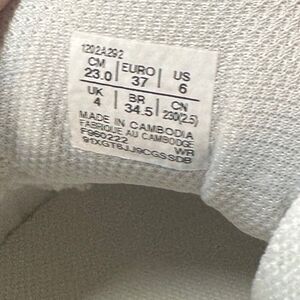 1202A292
CM EURO US
23.0 37 6
UK BR CN
4 34.5 230(2.5)
MADE IN CAMBODIA
FABRIQUE AU CAMBODGE
F960222 WR